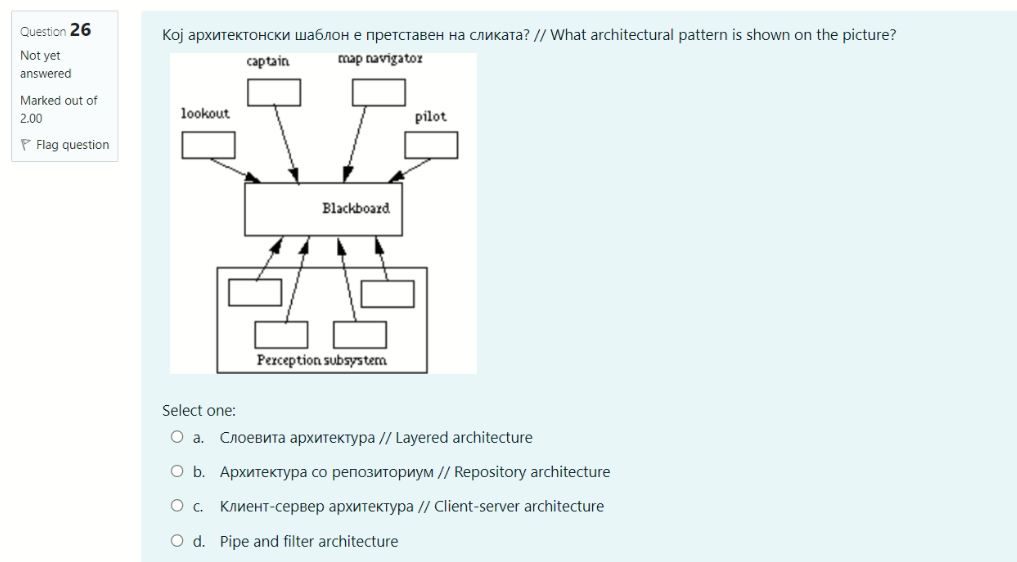 Question 26
Not yet
answered
Marked out of
2.00
Flag question
Кој архитектонски шаблон е претставен на сликата? // What architectural pattern is shown on the picture?
captain
map navigator
lookout
pilot
Blackboard
Perception subsystem
Select one:
a. Слоевита архитектура // Layered architecture
b. Архитектура со репозиториум // Repository architecture
c. Клиент-сервер архитектура // Client-server architecture
d. Pipe and filter architecture